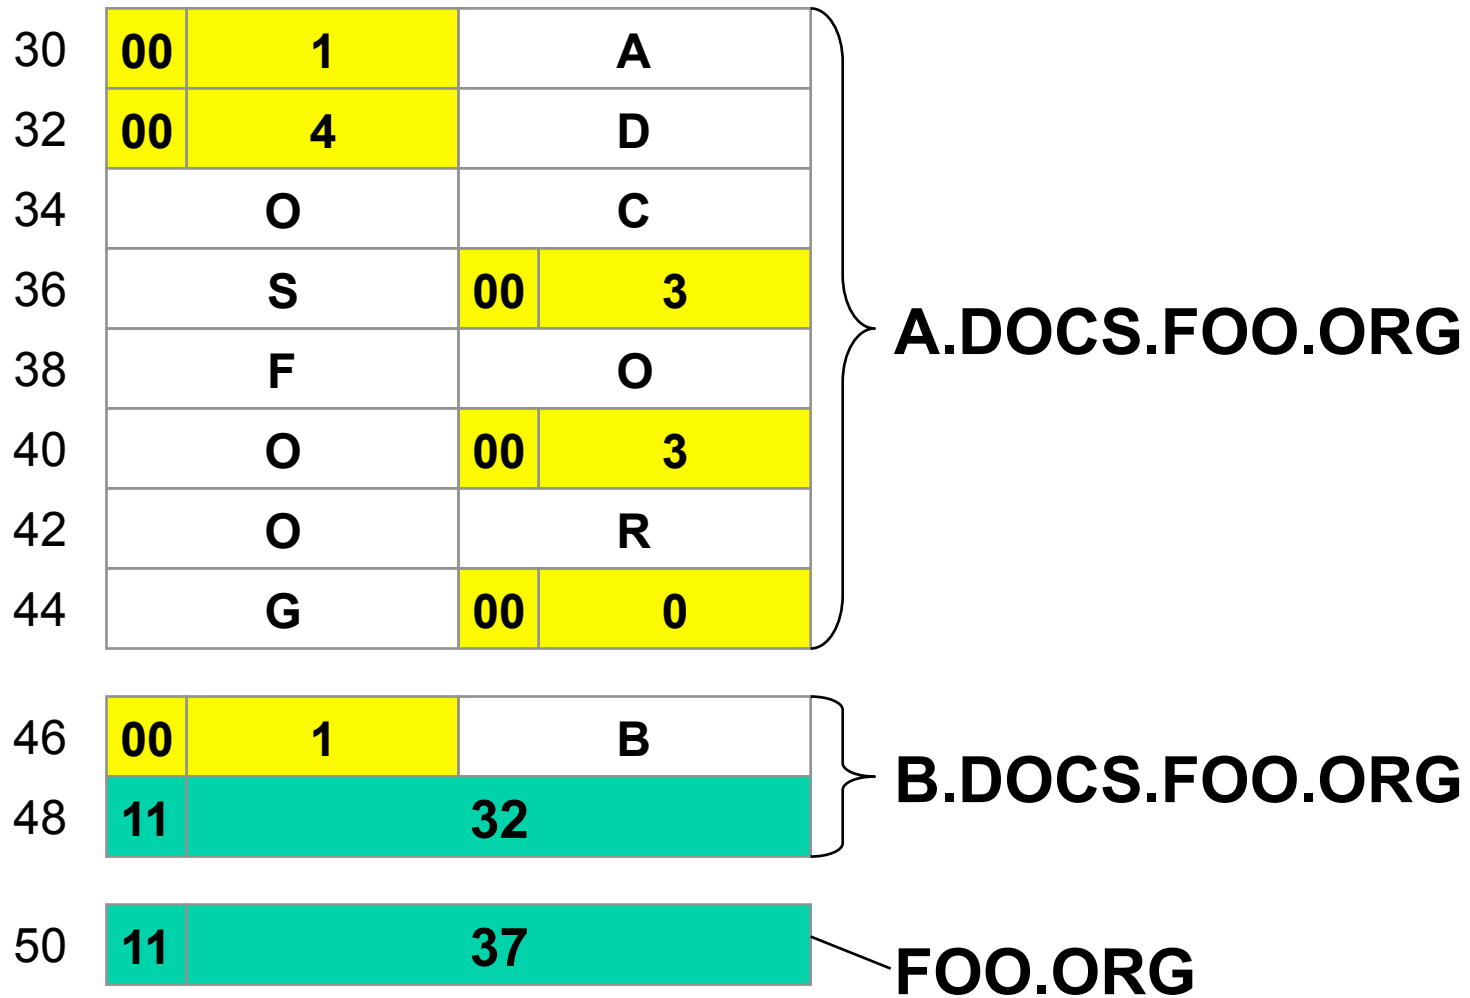 30 00 1 A
32 00 4 D
34 O C
36 S 00 3
38 F O
40 O 00 3
42 O R
44 G 00 0
A.DOCS.FOO.ORG
46 00 1 B
48 11 32
B.DOCS.FOO.ORG
50 11 37
FOO.ORG